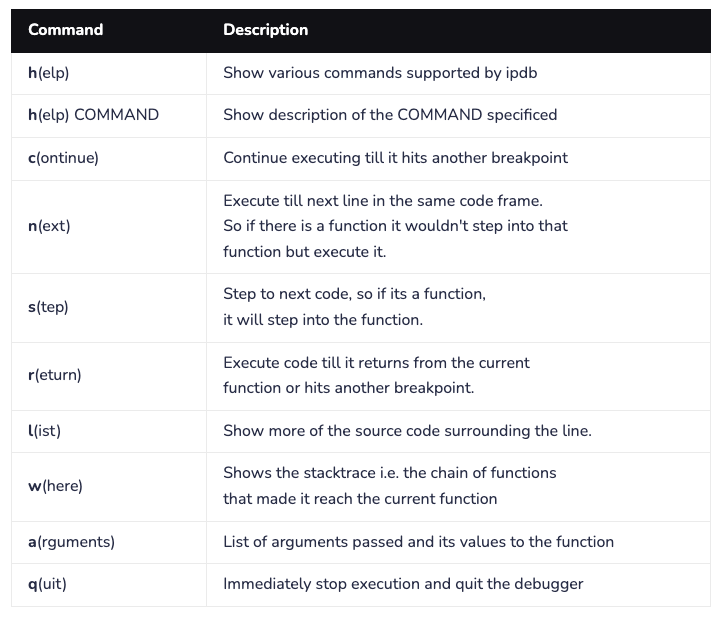 Command Description
h(elp) Show various commands supported by ipdb
h(elp) COMMAND Show description of the COMMAND specificed
c(ontinue) Continue executing till it hits another breakpoint
n(ext) Execute till next line in the same code frame.
So if there is a function it wouldn't step into that
function but execute it.
s(tep) Step to next code, so if its a function,
it will step into the function.
r(eturn) Execute code till it returns from the current
function or hits another breakpoint.
l(ist) Show more of the source code surrounding the line.
w(here) Shows the stacktrace i.e. the chain of functions
that made it reach the current function
a(rguments) List of arguments passed and its values to the function
q(uit) Immediately stop execution and quit the debugger